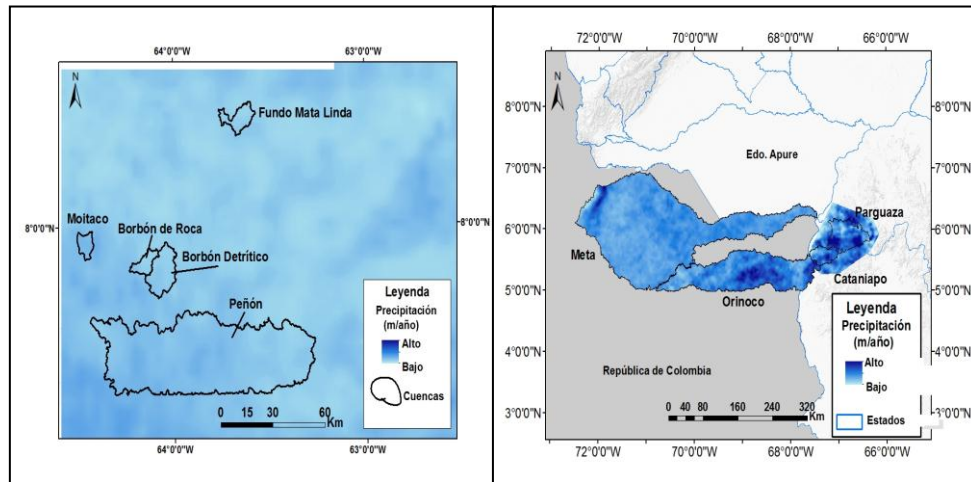 64°0'0"W 63°0'0"W
N
Fundo Mata Linda
8°0'0"N 8°0'0"N
Moitaco
Borbón de Roca
Borbón Detrítico
Peñón
Leyenda
Precipitación
(m/año)
Alto
Bajo
Cuencas
0 15 30 60
Km
64°0'0"W 63°0'0"W
72°0'0"W 70°0'0"W 68°0'0"W 66°0'0"W
N
8°0'0"N 8°0'0"N
7°0'0"N 7°0'0"N
6°0'0"N 6°0'0"N
5°0'0"N 5°0'0"N
4°0'0"N 4°0'0"N
3°0'0"N 3°0'0"N
Edo. Apure
Parguaza
Meta
Cataniapo
Orinoco
República de Colombia
Leyenda
Precipitación
(m/año)
Alto
Bajo
Estados
0 40 80 160 240 320
Km
72°0'0"W 70°0'0"W 68°0'0"W 66°0'0"W